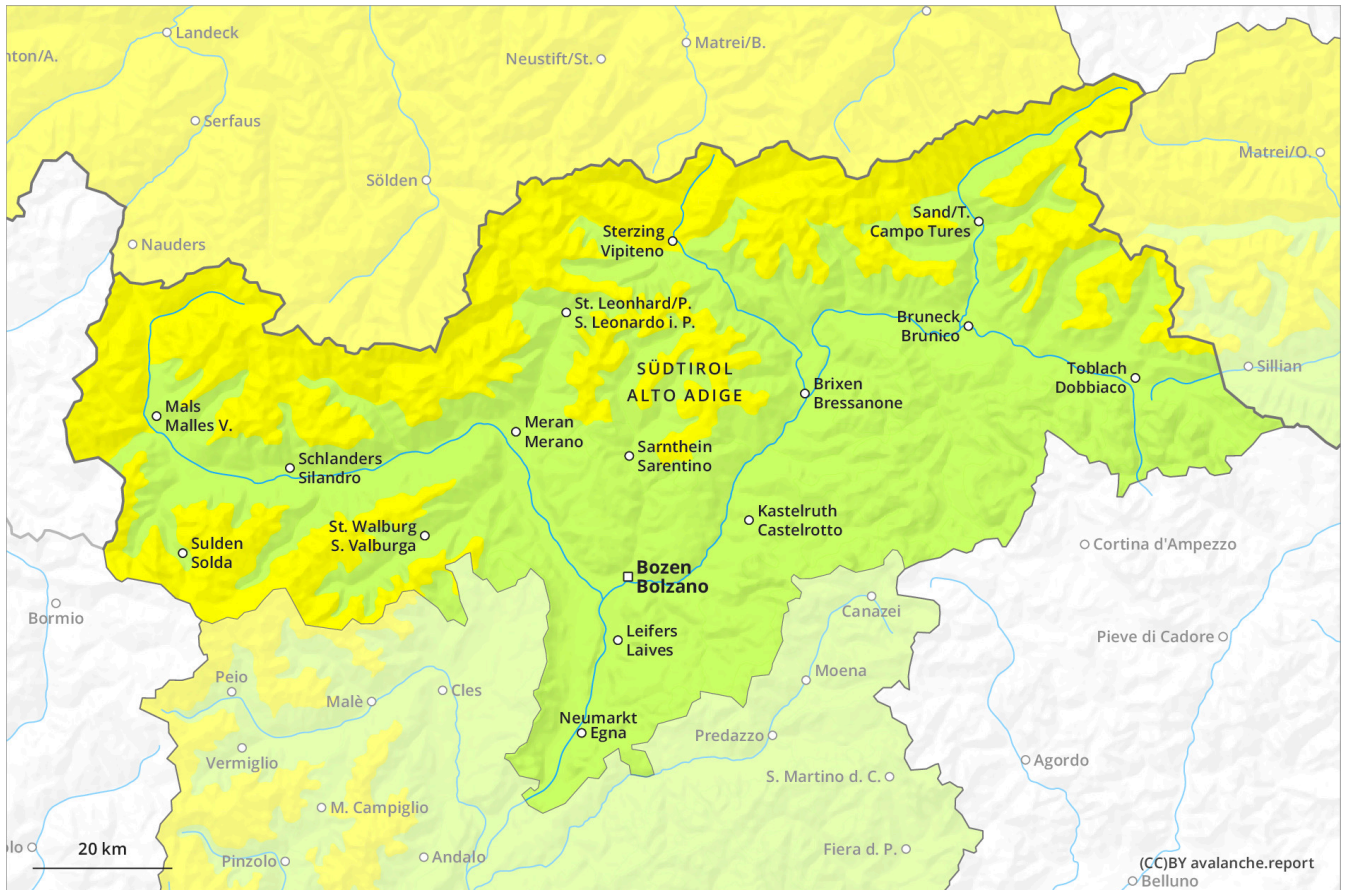 Landeck
Matrei/B.
nton/A.
Neustift/St.
Serfaus
Matrei/O.
Sölden
Sand/T.
Campo Tures
Sterzing
Vipiteno
Nauders
St. Leonhard/P.
S. Leonardo i. P.
Bruneck
Brunico
SÜDTIROL
ALTO ADIGE
Toblach
Dobbiaco
Sillian
Brixen
Bressanone
Mals
Malles V.
Meran
Merano
Sarnthein
Sarentino
Schlanders
Silandro
Kastelruth
Castelrotto
St. Walburg
S. Valburga
Sulden
Solda
Cortina d'Ampezzo
Bozen
Bolzano
Bormio
Canazei
Leifers
Laives
Pieve di Cadore
Moena
Peio
Malè
Cles
Neumarkt
Egna
Predazzo
Vermiglio
Agordo
S. Martino d. C.
M. Campiglio
olo
20 km
Pinzolo
Andalo
Fiera d. P.
(CC)BY avalanche.report
Belluno